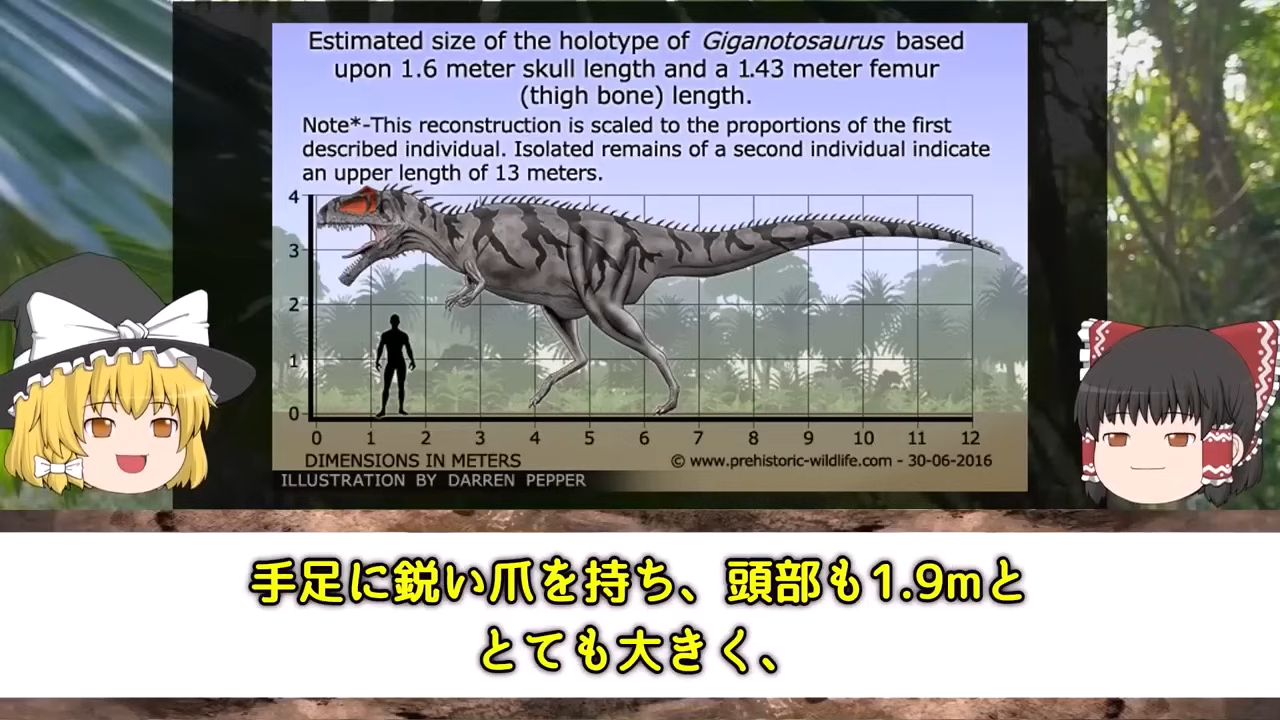 Estimated size of the holotype of Giganotosaurus based
upon 1.6 meter skull length and a 1.43 meter femur
(thigh bone) length.
Note*-This reconstruction is scaled to the proportions of the first
described individual. Isolated remains of a second individual indicate
an upper length of 13 meters.
4
3
2
1
0
0 1 2 3 4 5 6 7 8 9 10 11 12
DIMENSIONS IN METERS
© www.prehistoric-wildlife.com - 30-06-2016
ILLUSTRATION BY DARREN PEPPER
手足に鋭い爪を持ち、頭部も1.9mと
とても大きく、